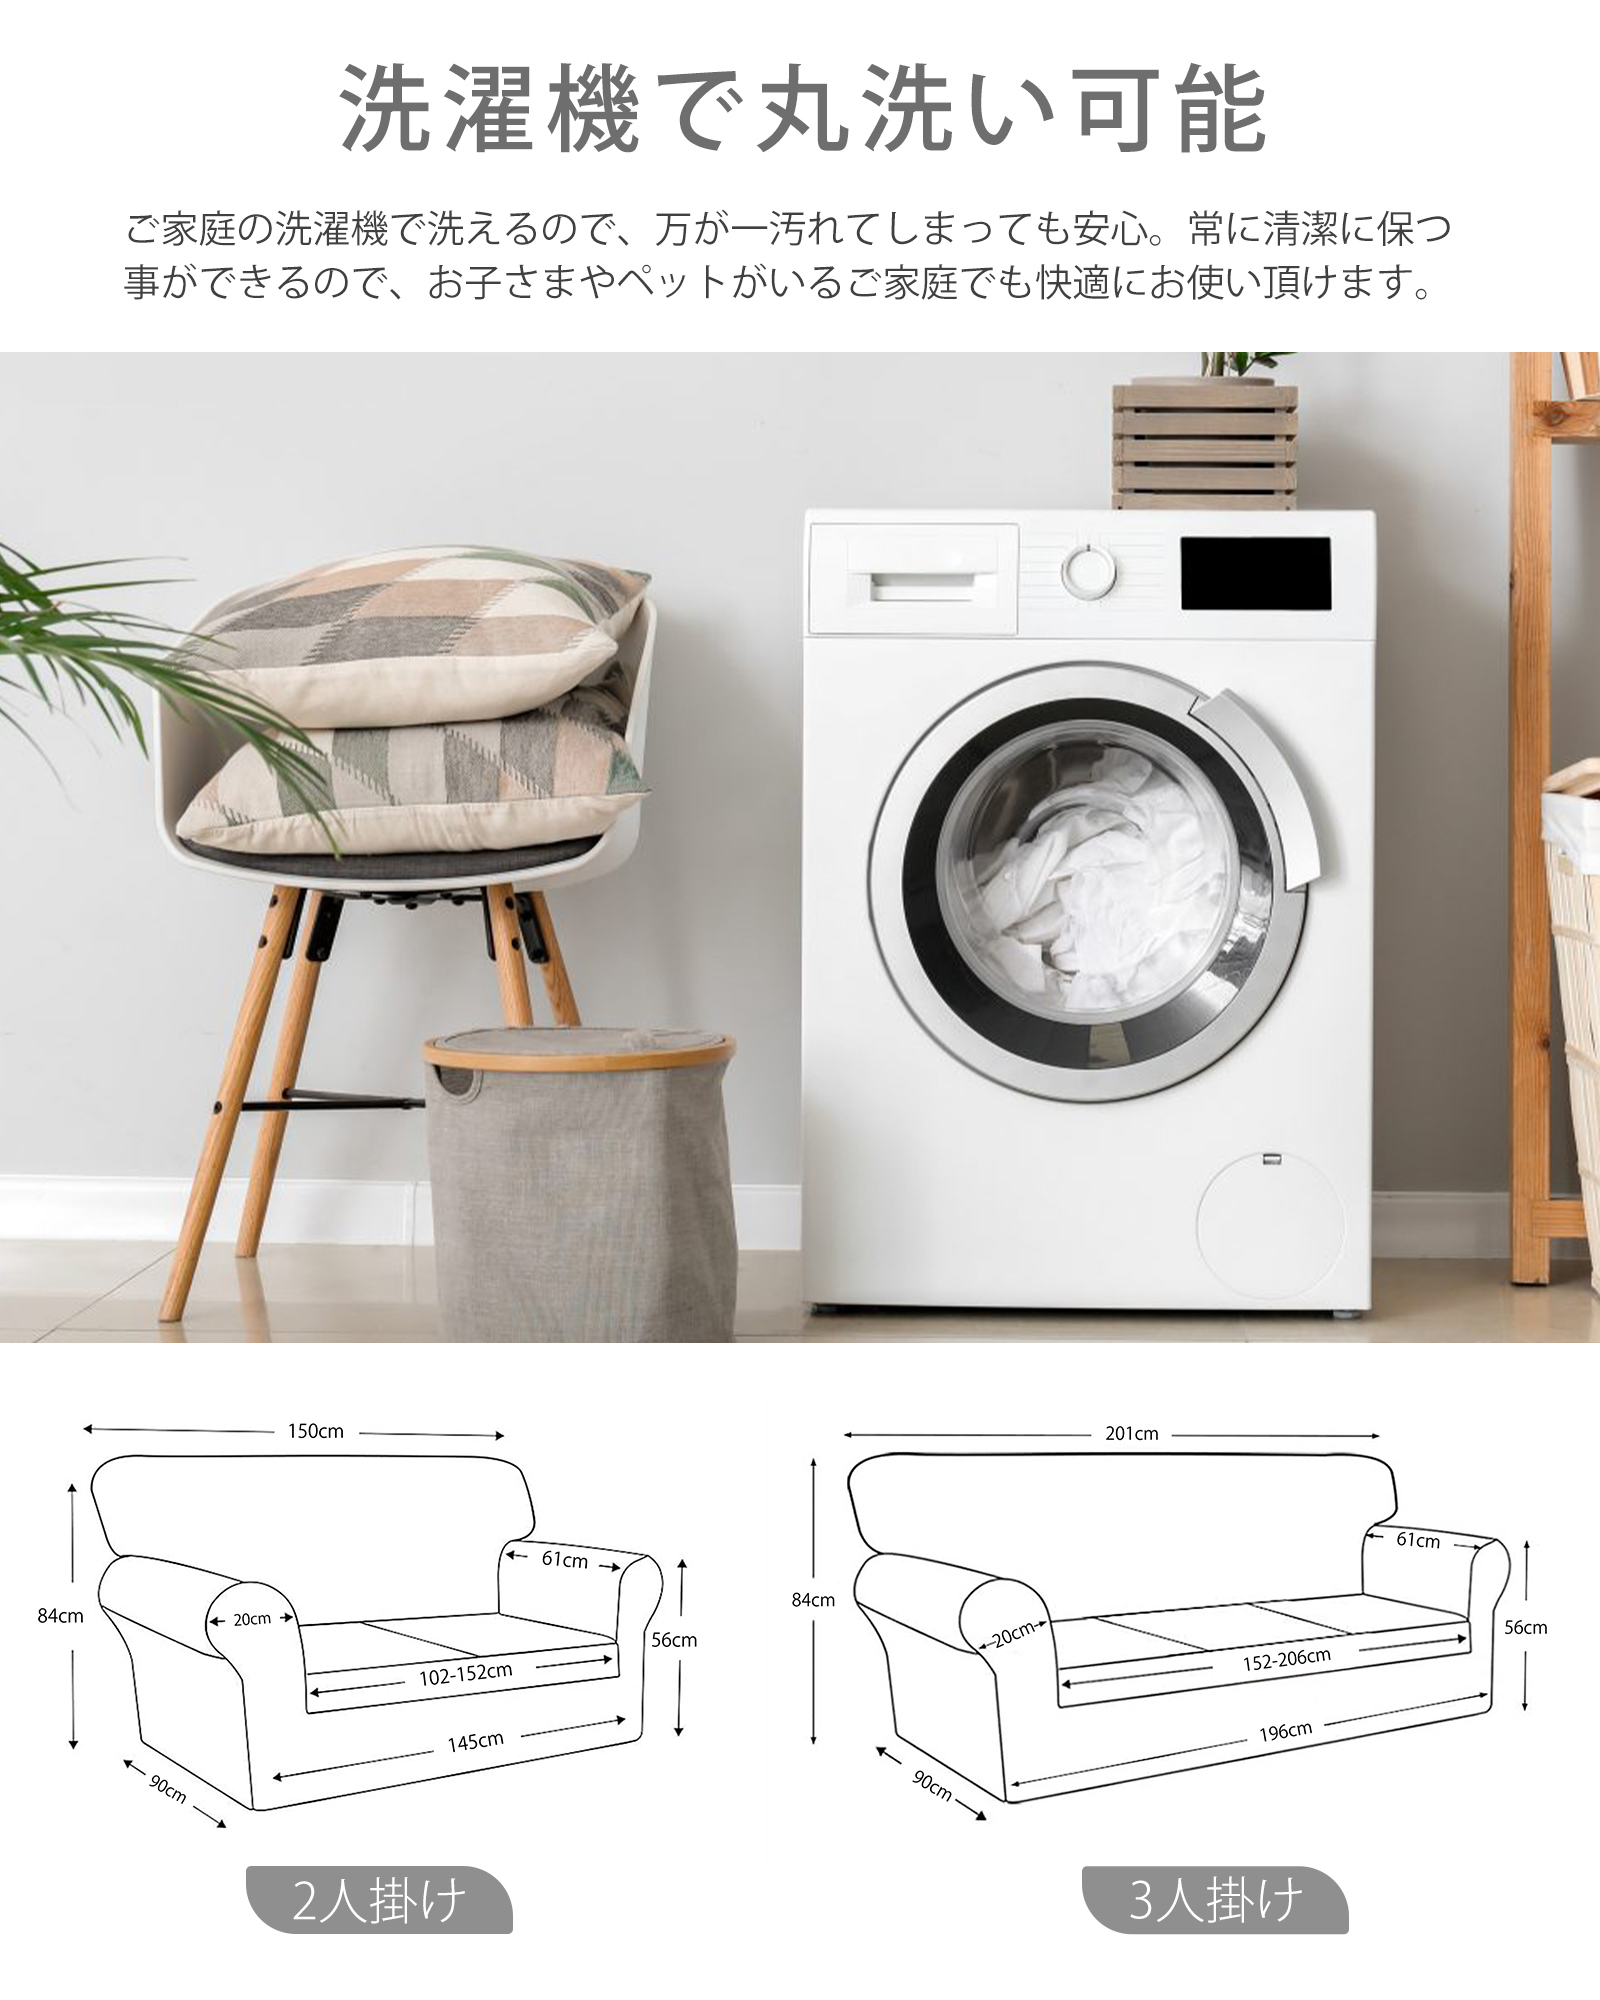 洗濯機で丸洗い可能
ご家庭の洗濯機で洗えるので、万が一汚れてしまっても安心。常に清潔に保つ
事ができるので、お子さまやペットがいるご家庭でも快適にお使い頂けます。
150cm
61cm
84cm
20cm
56cm
102-152cm
145cm
90cm
2人掛け
201cm
61cm
84cm
20cm
56cm
152-206cm
196cm
90cm
3人掛け